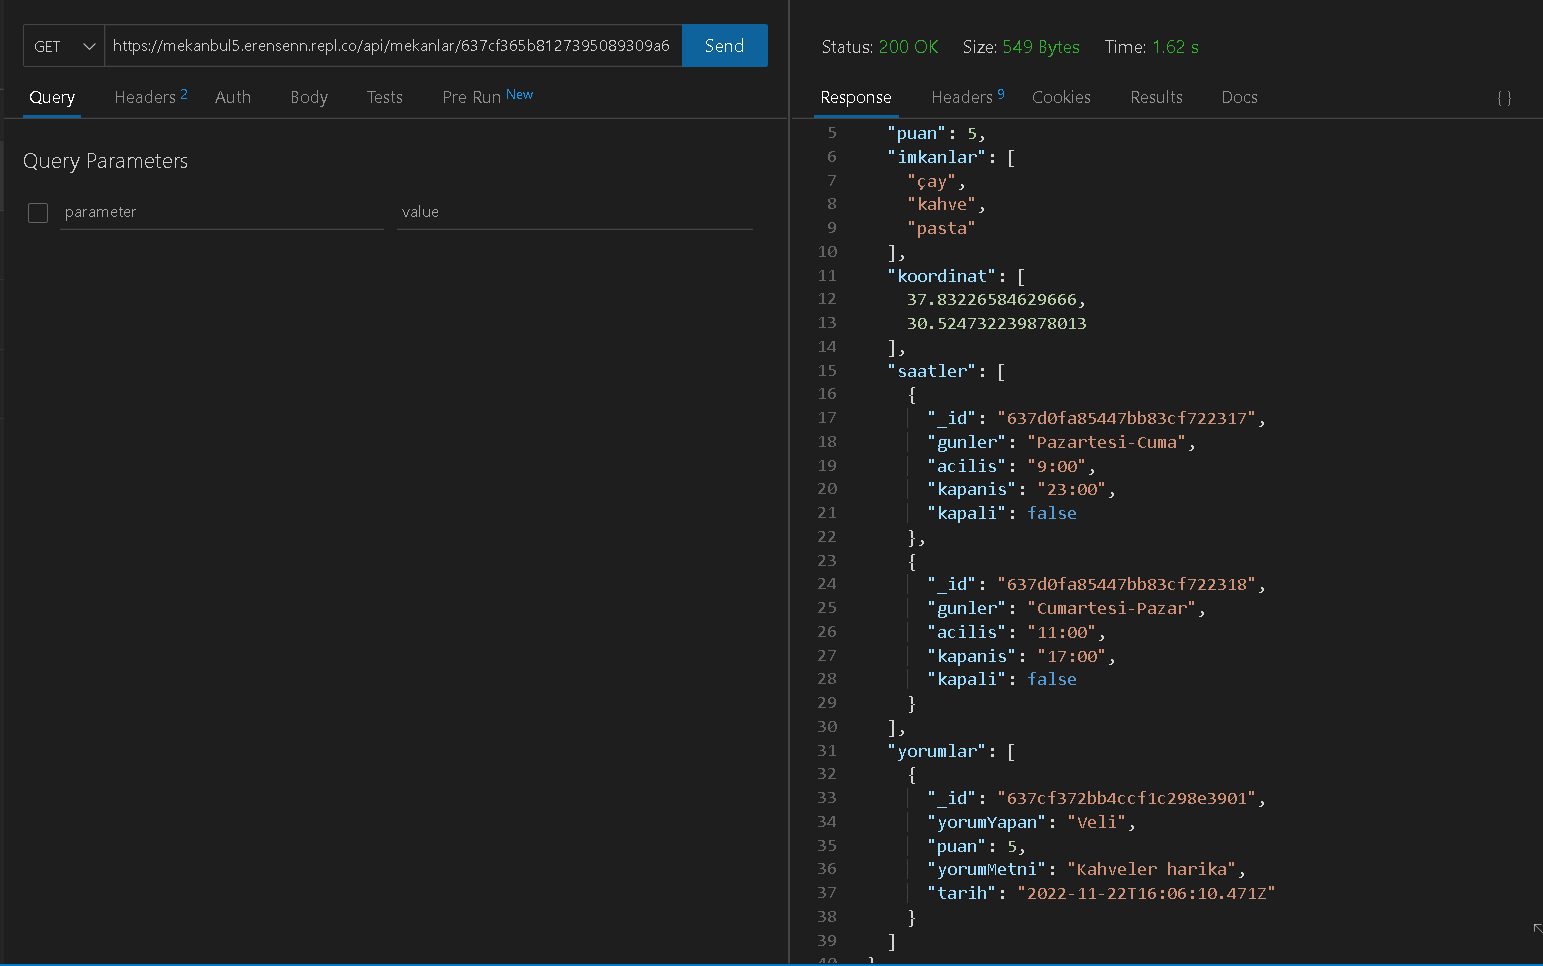 GET https://mekanbul5.erensenn.repl.co/api/mekanlar/637cf365b8127395089309a6 Send
Query Headers 2 Auth Body Tests Pre Run New
Query Parameters
parameter value
Status: 200 OK Size: 549 Bytes Time: 1.62 s
Response Headers 9 Cookies Results Docs { }
5 "puan": 5,
6 "imkanlar": [
7 "çay",
8 "kahve",
9 "pasta"
10 ],
11 "koordinat": [
12 37.83226584629666,
13 30.524732239878013
14 ],
15 "saatler": [
16 {
17 "_id": "637d0fa85447bb83cf722317",
18 "gunler": "Pazartesi-Cuma",
19 "acilis": "9:00",
20 "kapanis": "23:00",
21 "kapali": false
22 },
23 {
24 "_id": "637d0fa85447bb83cf722318",
25 "gunler": "Cumartesi-Pazar",
26 "acilis": "11:00",
27 "kapanis": "17:00",
28 "kapali": false
29 }
30 ],
31 "yorumlar": [
32 {
33 "_id": "637cf372bb4ccf1c298e3901",
34 "yorumYapan": "Veli",
35 "puan": 5,
36 "yorumMetni": "Kahveler harika",
37 "tarih": "2022-11-22T16:06:10.471Z"
38 }
39 ]
40 }